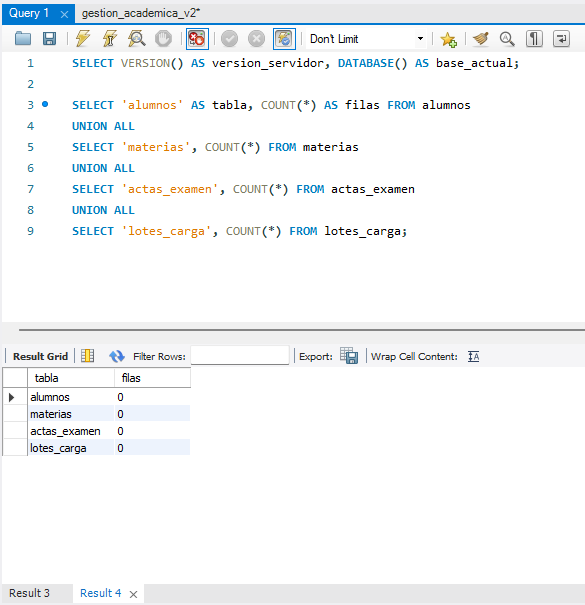 Query 1 gestion_academica_v2*
Don't Limit
1 SELECT VERSION() AS version_servidor, DATABASE() AS base_actual;
2
3 SELECT 'alumnos' AS tabla, COUNT(*) AS filas FROM alumnos
4 UNION ALL
5 SELECT 'materias', COUNT(*) FROM materias
6 UNION ALL
7 SELECT 'actas_examen', COUNT(*) FROM actas_examen
8 UNION ALL
9 SELECT 'lotes_carga', COUNT(*) FROM lotes_carga;
Result Grid Filter Rows: Export: Wrap Cell Content:
tabla filas
alumnos 0
materias 0
actas_examen 0
lotes_carga 0
Result 3 Result 4